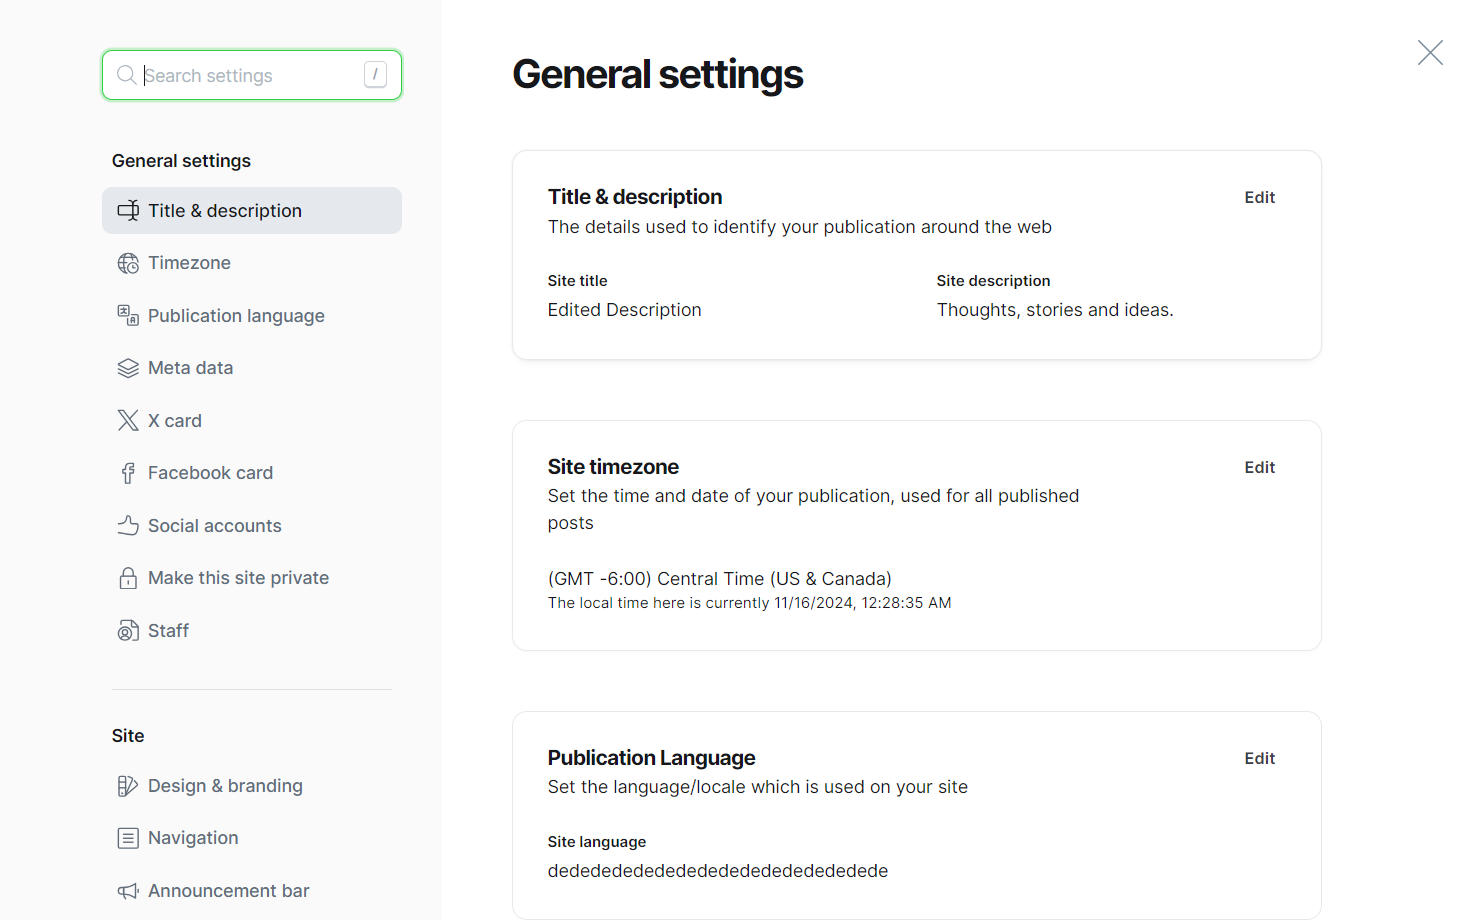 Search settings
/
General settings
Title & description
Timezone
Publication language
Meta data
X card
Facebook card
Social accounts
Make this site private
Staff
Site
Design & branding
Navigation
Announcement bar
General settings
Title & description
Edit
The details used to identify your publication around the web
Site title
Site description
Edited Description
Thoughts, stories and ideas.
Site timezone
Edit
Set the time and date of your publication, used for all published
posts
(GMT -6:00) Central Time (US & Canada)
The local time here is currently 11/16/2024, 12:28:35 AM
Publication Language
Edit
Set the language/locale which is used on your site
Site language
dededededededededededededededede